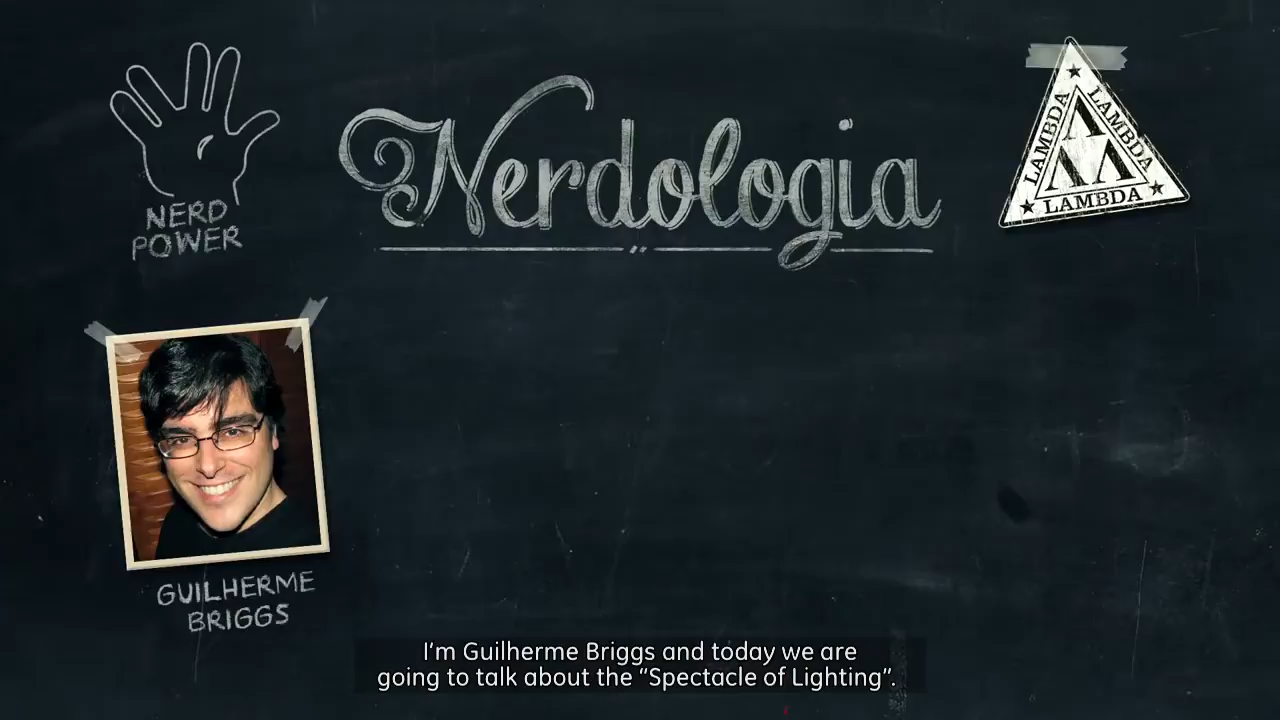 Nerdologia
NERD
POWER
LAMBDA
LAMBDA
LAMBDA
Λ
ΛΛ
GUILHERME
BRIGGS
I'm Guilherme Briggs and today we are
going to talk about the “Spectacle of Lighting”.